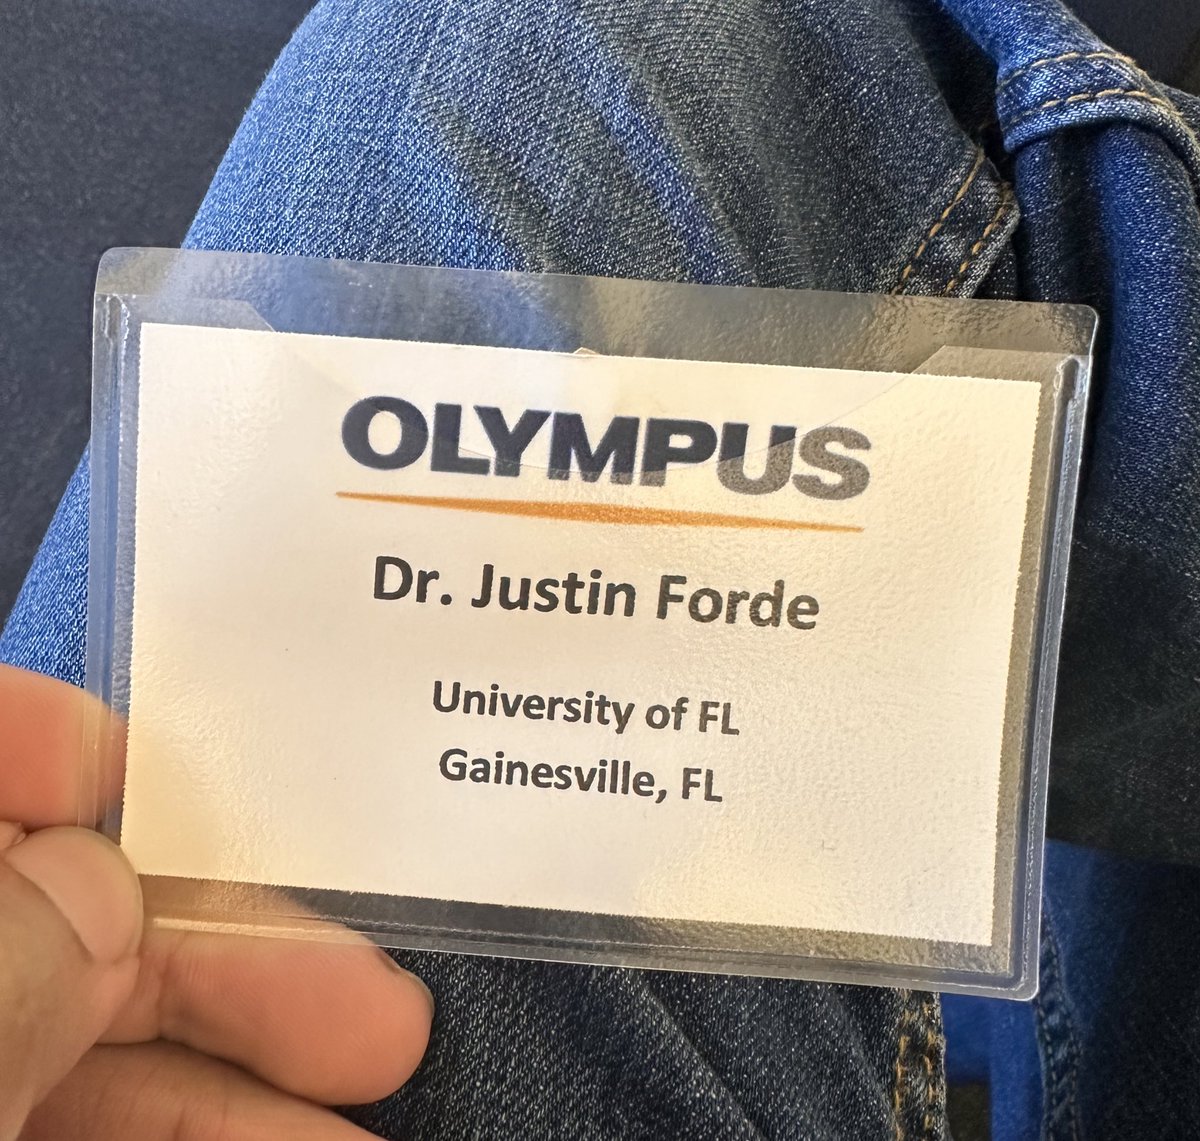 OLYMPUS
Dr. Justin Forde
University of FL
Gainesville, FL